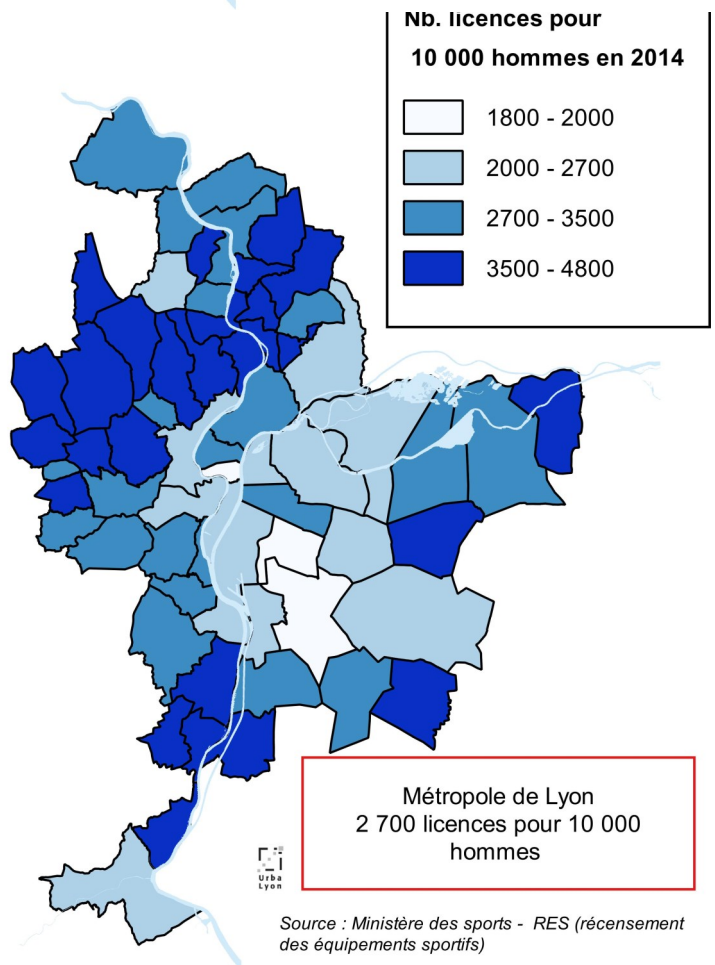 Nb. licences pour
10 000 hommes en 2014
1800 - 2000
2000 - 2700
2700 - 3500
3500 - 4800
Métropole de Lyon
2 700 licences pour 10 000
hommes
Urba
Lyon
Source : Ministère des sports - RES (récensement
des équipements sportifs)